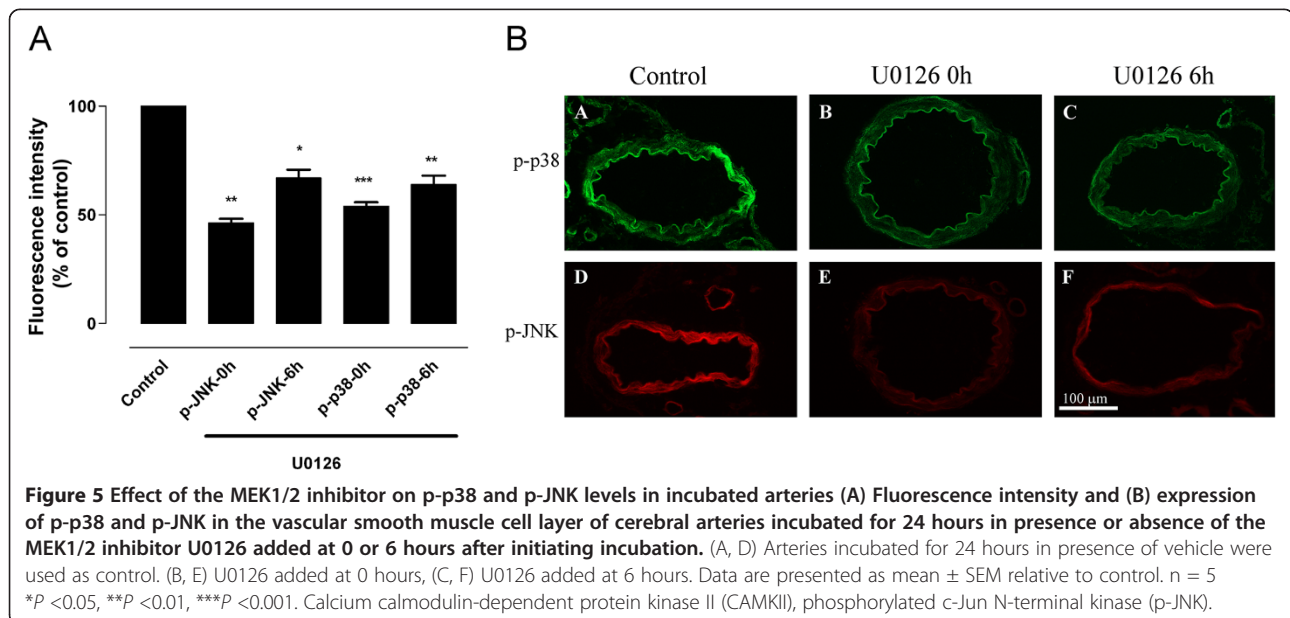 A
Fluorescence intensity
(% of control)
100
50
0
**
*
***
**
Control
p-JNK-0h
p-JNK-6h
p-p38-0h
p-p38-6h
U0126
B
Control
U0126 0h
U0126 6h
p-p38
A
B
C
p-JNK
D
E
F
100 μm
Figure 5 Effect of the MEK1/2 inhibitor on p-p38 and p-JNK levels in incubated arteries (A) Fluorescence intensity and (B) expression
of p-p38 and p-JNK in the vascular smooth muscle cell layer of cerebral arteries incubated for 24 hours in presence or absence of the
MEK1/2 inhibitor U0126 added at 0 or 6 hours after initiating incubation. (A, D) Arteries incubated for 24 hours in presence of vehicle were
used as control. (B, E) U0126 added at 0 hours, (C, F) U0126 added at 6 hours. Data are presented as mean ± SEM relative to control. n = 5
*P <0.05, **P <0.01, ***P <0.001. Calcium calmodulin-dependent protein kinase II (CAMKII), phosphorylated c-Jun N-terminal kinase (p-JNK).